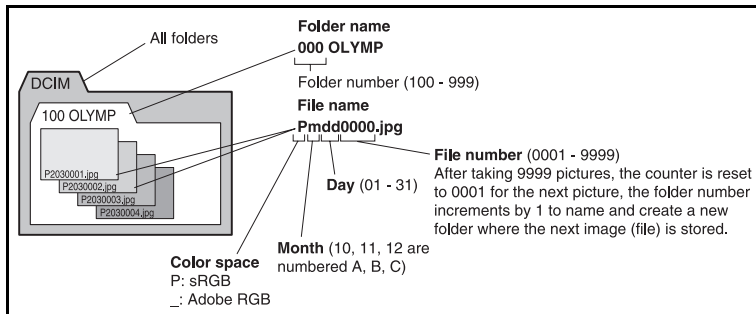 All folders
DCIM
100 OLYMP
P2030001.jpg
P2030002.jpg
P2030003.jpg
P2030004.jpg
Folder name
000 OLYMP
Folder number (100 - 999)
File name
Pmdd0000.jpg
File number (0001 - 9999)
After taking 9999 pictures, the counter is reset
to 0001 for the next picture, the folder number
increments by 1 to name and create a new
folder where the next image (file) is stored.
Day (01 - 31)
Month (10, 11, 12 are
numbered A, B, C)
Color space
P: sRGB
_: Adobe RGB